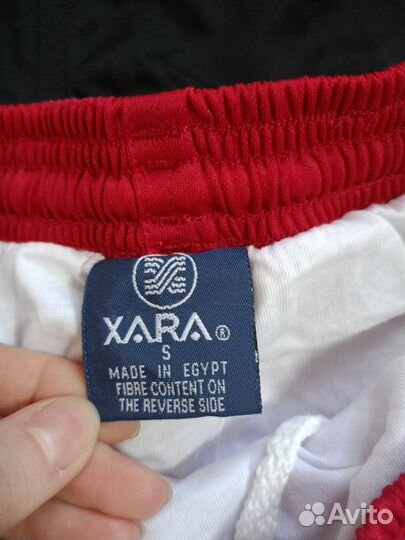 XARA®
S
MADE IN EGYPT
FIBRE CONTENT ON
THE REVERSE SIDE
Avito